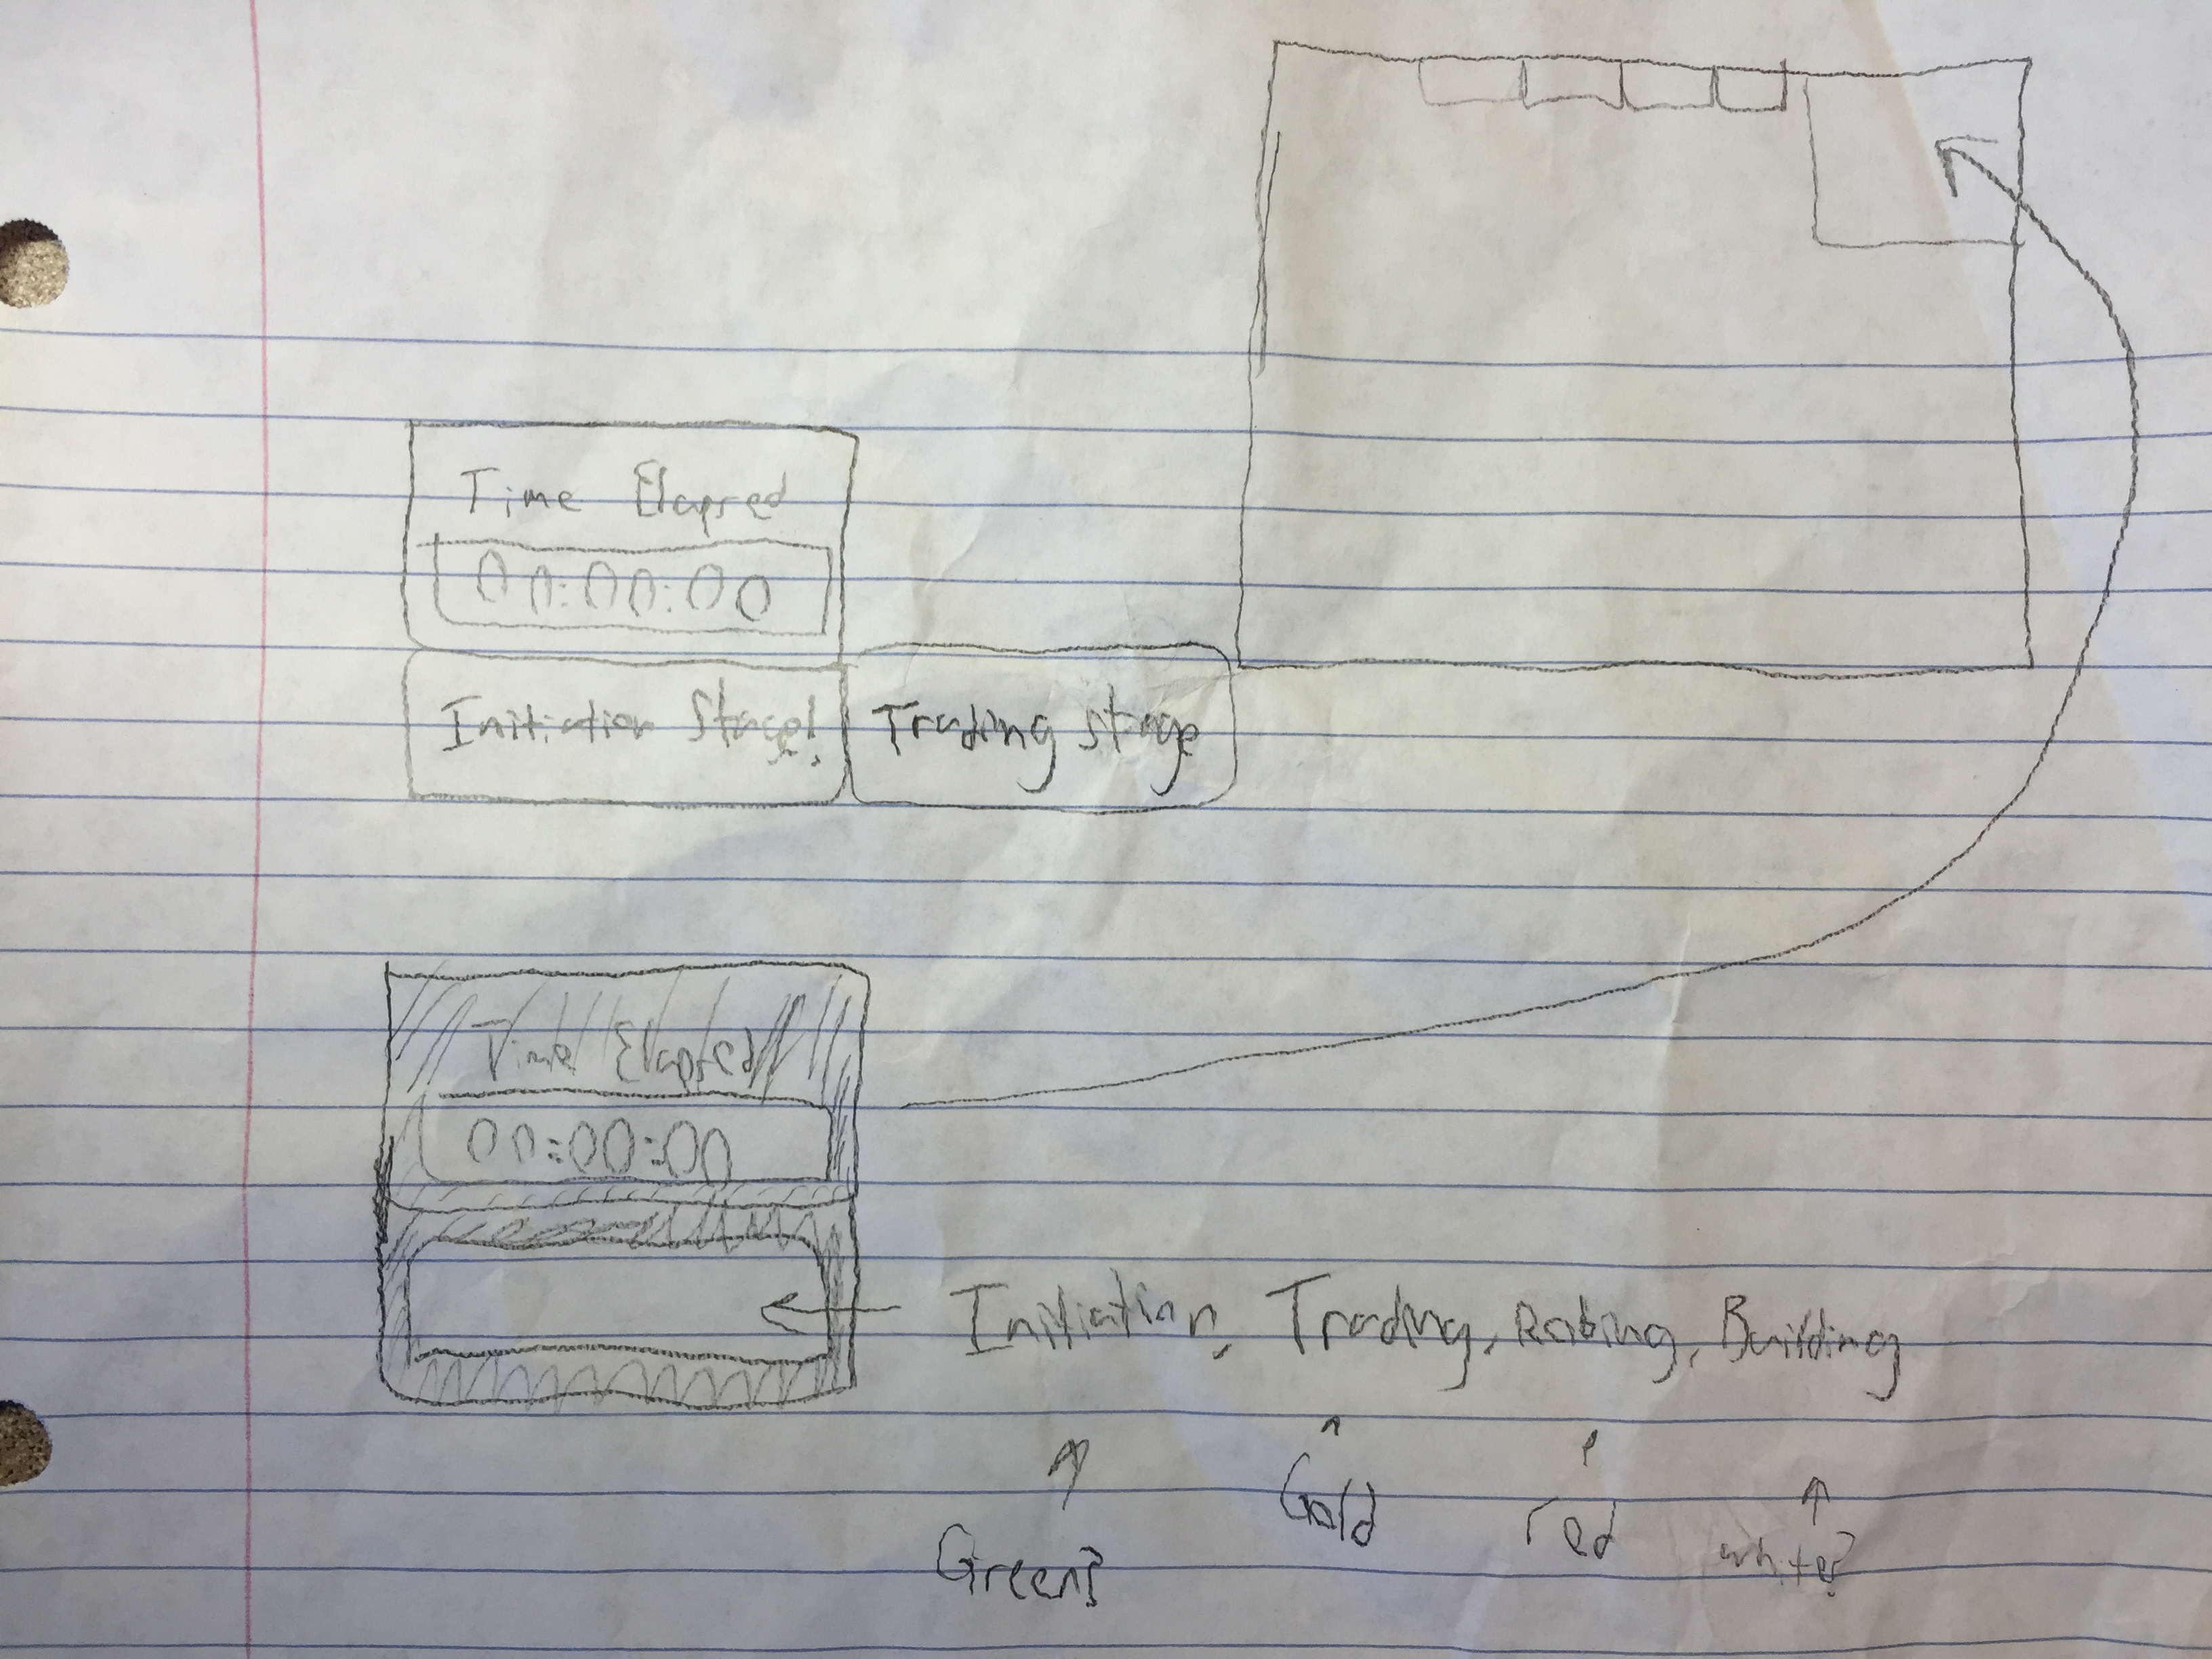 Time Elapsed
00:00:00
Initiation Stage!
Trading Stage
Time Elapsed
00:00:00
Initiation, Trading, Rating, Building
Green?
Gold
red
white?